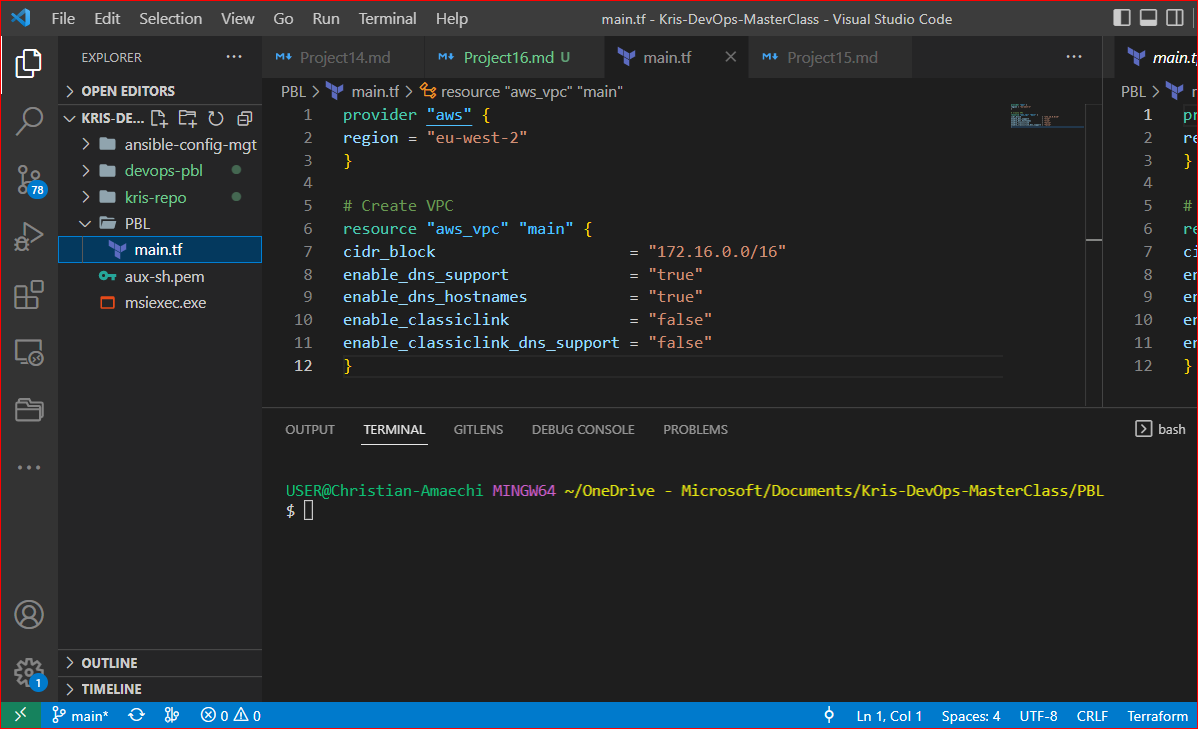 File Edit Selection View Go Run Terminal Help
main.tf - Kris-DevOps-MasterClass - Visual Studio Code
EXPLORER
OPEN EDITORS
KRIS-DE...
ansible-config-mgt
devops-pbl
kris-repo
PBL
main.tf
aux-sh.pem
msiexec.exe
OUTLINE
TIMELINE
78
1
Project14.md
Project16.md U
main.tf
Project15.md
PBL > main.tf > resource "aws_vpc" "main"
1 provider "aws" {
2 region = "eu-west-2"
3 }
4
5 # Create VPC
6 resource "aws_vpc" "main" {
7 cidr_block = "172.16.0.0/16"
8 enable_dns_support = "true"
9 enable_dns_hostnames = "true"
10 enable_classiclink = "false"
11 enable_classiclink_dns_support = "false"
12 }
main.t
PBL > r
1 pr
2 re
3 }
4
5 #
6 re
7 ci
8 en
9 en
10 en
11 en
12 }
OUTPUT TERMINAL GITLENS DEBUG CONSOLE PROBLEMS
bash
USER@Christian-Amaechi MINGW64 ~/OneDrive - Microsoft/Documents/Kris-DevOps-MasterClass/PBL
$
main* 0 0
Ln 1, Col 1 Spaces: 4 UTF-8 CRLF Terraform